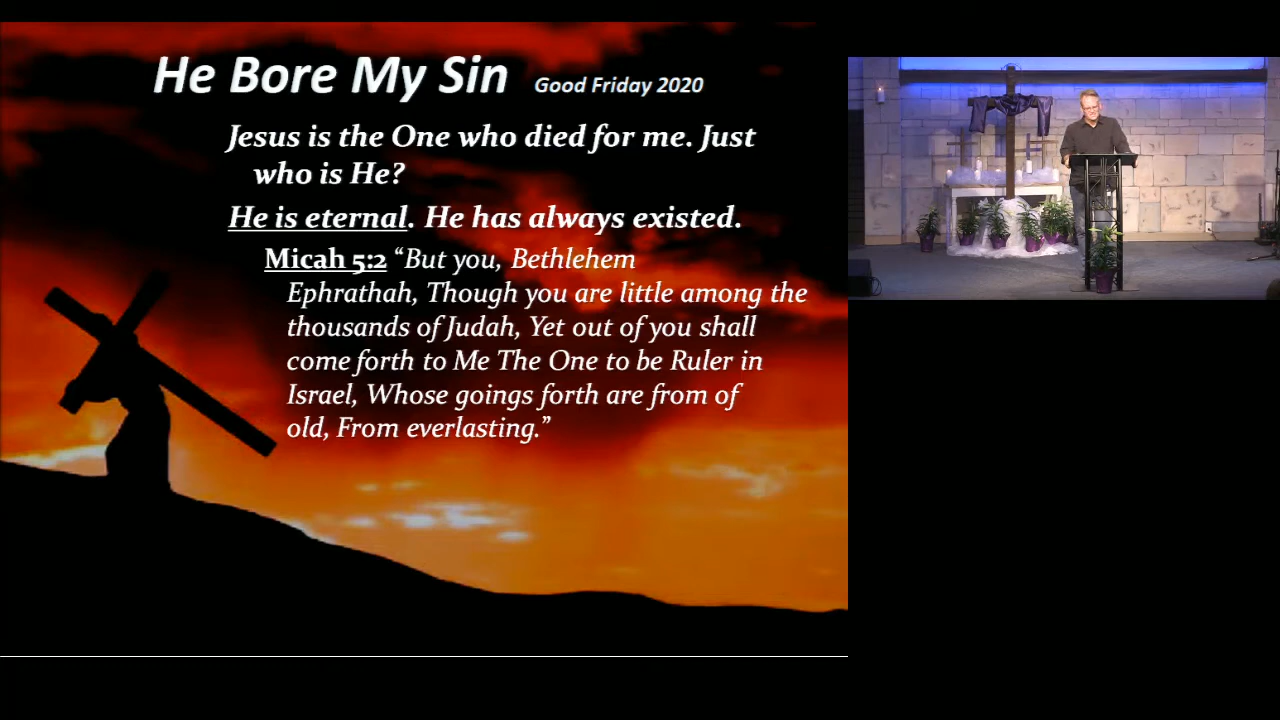 He Bore My Sin Good Friday 2020
Jesus is the One who died for me. Just
who is He?
He is eternal. He has always existed.
Micah 5:2 “But you, Bethlehem
Ephrathah, Though you are little among the
thousands of Judah, Yet out of you shall
come forth to Me The One to be Ruler in
Israel, Whose goings forth are from of
old, From everlasting.”